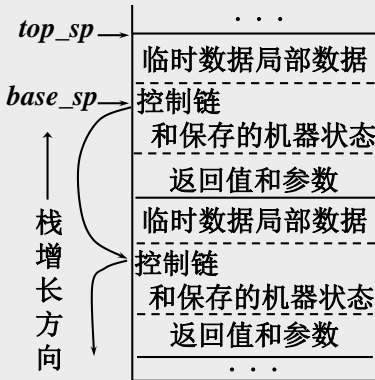 . . .
top_sp
临时数据局部数据
base_sp
控制链
和保存的机器状态
返回值和参数
临时数据局部数据
控制链
和保存的机器状态
返回值和参数
. . .
栈增长方向